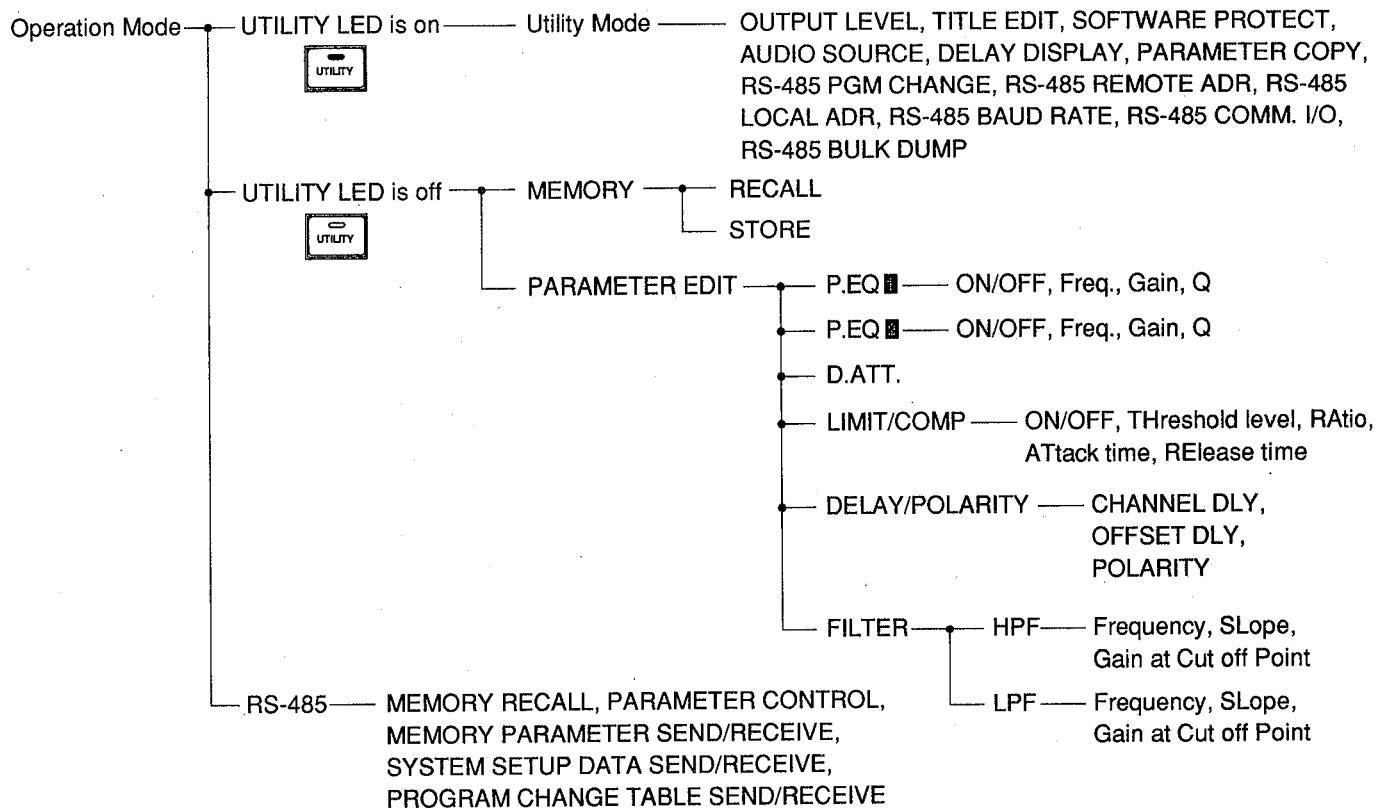 Operation Mode
UTILITY LED is on
Utility Mode
OUTPUT LEVEL, TITLE EDIT, SOFTWARE PROTECT,
AUDIO SOURCE, DELAY DISPLAY, PARAMETER COPY,
RS-485 PGM CHANGE, RS-485 REMOTE ADR, RS-485
LOCAL ADR, RS-485 BAUD RATE, RS-485 COMM. I/O,
RS-485 BULK DUMP
UTILITY
UTILITY LED is off
MEMORY
RECALL
STORE
UTILITY
PARAMETER EDIT
P.EQ
ON/OFF, Freq., Gain, Q
P.EQ
ON/OFF, Freq., Gain, Q
D.ATT.
LIMIT/COMP
ON/OFF, THreshold level, RAtio,
ATtack time, RElease time
DELAY/POLARITY
CHANNEL DLY,
OFFSET DLY,
POLARITY
FILTER
HPF
Frequency, SLope,
Gain at Cut off Point
LPF
Frequency, SLope,
Gain at Cut off Point
RS-485
MEMORY RECALL, PARAMETER CONTROL,
MEMORY PARAMETER SEND/RECEIVE,
SYSTEM SETUP DATA SEND/RECEIVE,
PROGRAM CHANGE TABLE SEND/RECEIVE